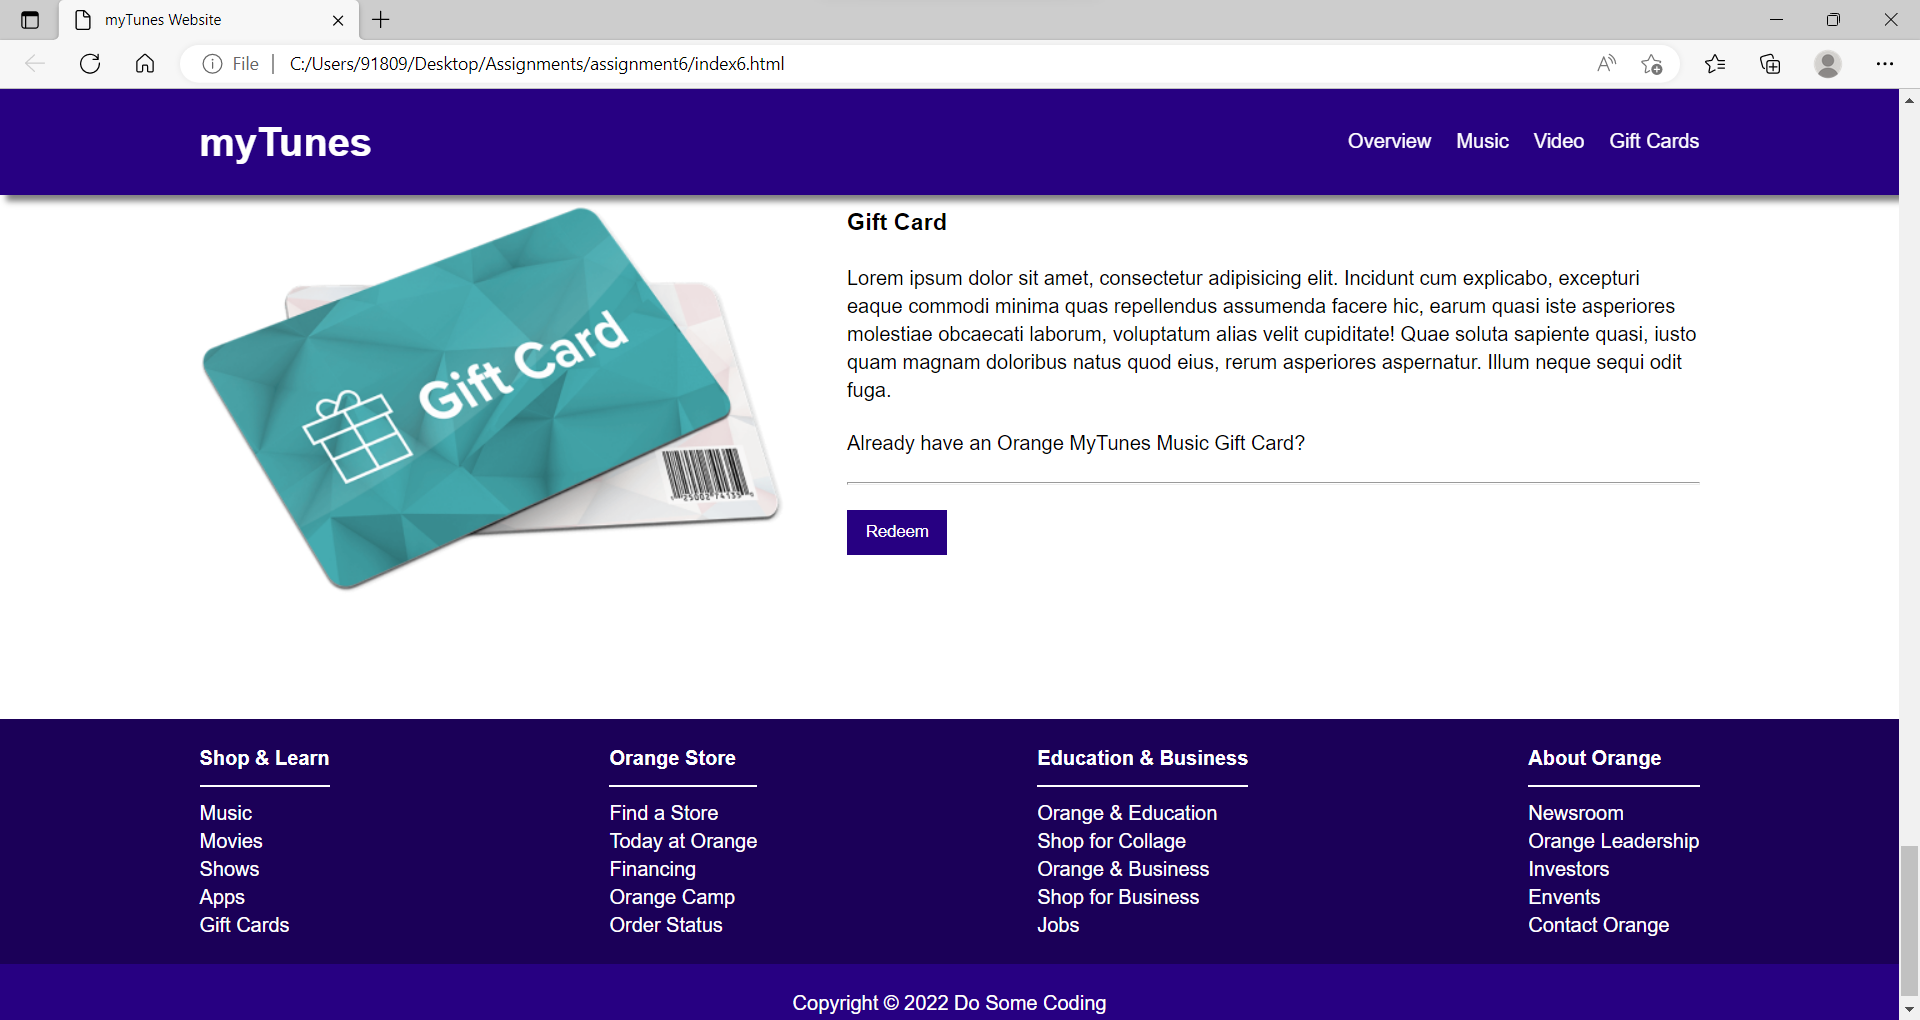 myTunes Website
File
C:/Users/91809/Desktop/Assignments/assignment6/index6.html
myTunes
Overview Music Video Gift Cards
Gift Card
Gift Card
Lorem ipsum dolor sit amet, consectetur adipisicing elit. Incidunt cum explicabo, excepturi
eaque commodi minima quas repellendus assumenda facere hic, earum quasi iste asperiores
molestiae obcaecati laborum, voluptatum alias velit cupiditate! Quae soluta sapiente quasi, iusto
quam magnam doloribus natus quod eius, rerum asperiores aspernatur. Illum neque sequi odit
fuga.
Already have an Orange MyTunes Music Gift Card?
Redeem
Shop & Learn
Music
Movies
Shows
Apps
Gift Cards
Orange Store
Find a Store
Today at Orange
Financing
Orange Camp
Order Status
Education & Business
Orange & Education
Shop for Collage
Orange & Business
Shop for Business
Jobs
About Orange
Newsroom
Orange Leadership
Investors
Envents
Contact Orange
Copyright © 2022 Do Some Coding